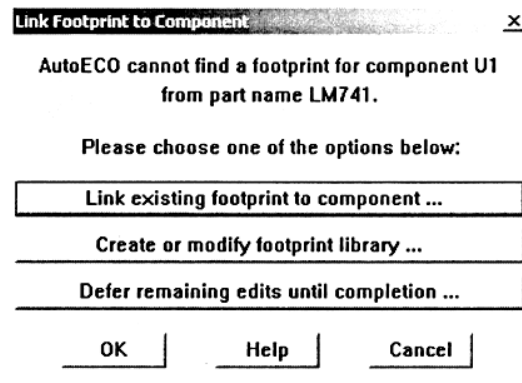 Link Footprint to Component
AutoECO cannot find a footprint for component U1
from part name LM741.
Please choose one of the options below:
Link existing footprint to component ...
Create or modify footprint library ...
Defer remaining edits until completion ...
OK Help Cancel